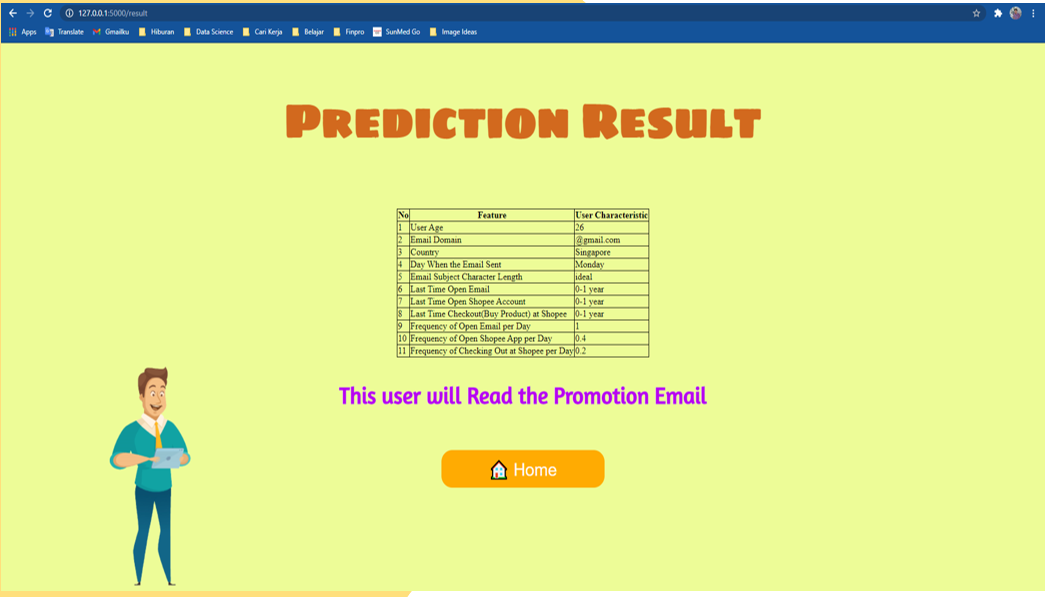 127.0.0.1:5000/result
Apps Translate Gmailku Hiburan Data Science Cari Kerja Belajar Finpro SunMed Go Image Ideas
Prediction Result
No Feature User Characteristic
1 User Age 26
2 Email Domain @gmail.com
3 Country Singapore
4 Day When the Email Sent Monday
5 Email Subject Character Length ideal
6 Last Time Open Email 0-1 year
7 Last Time Open Shopee Account 0-1 year
8 Last Time Checkout(Buy Product) at Shopee 0-1 year
9 Frequency of Open Email per Day 1
10 Frequency of Open Shopee App per Day 0.4
11 Frequency of Checking Out at Shopee per Day 0.2
This user will Read the Promotion Email
Home